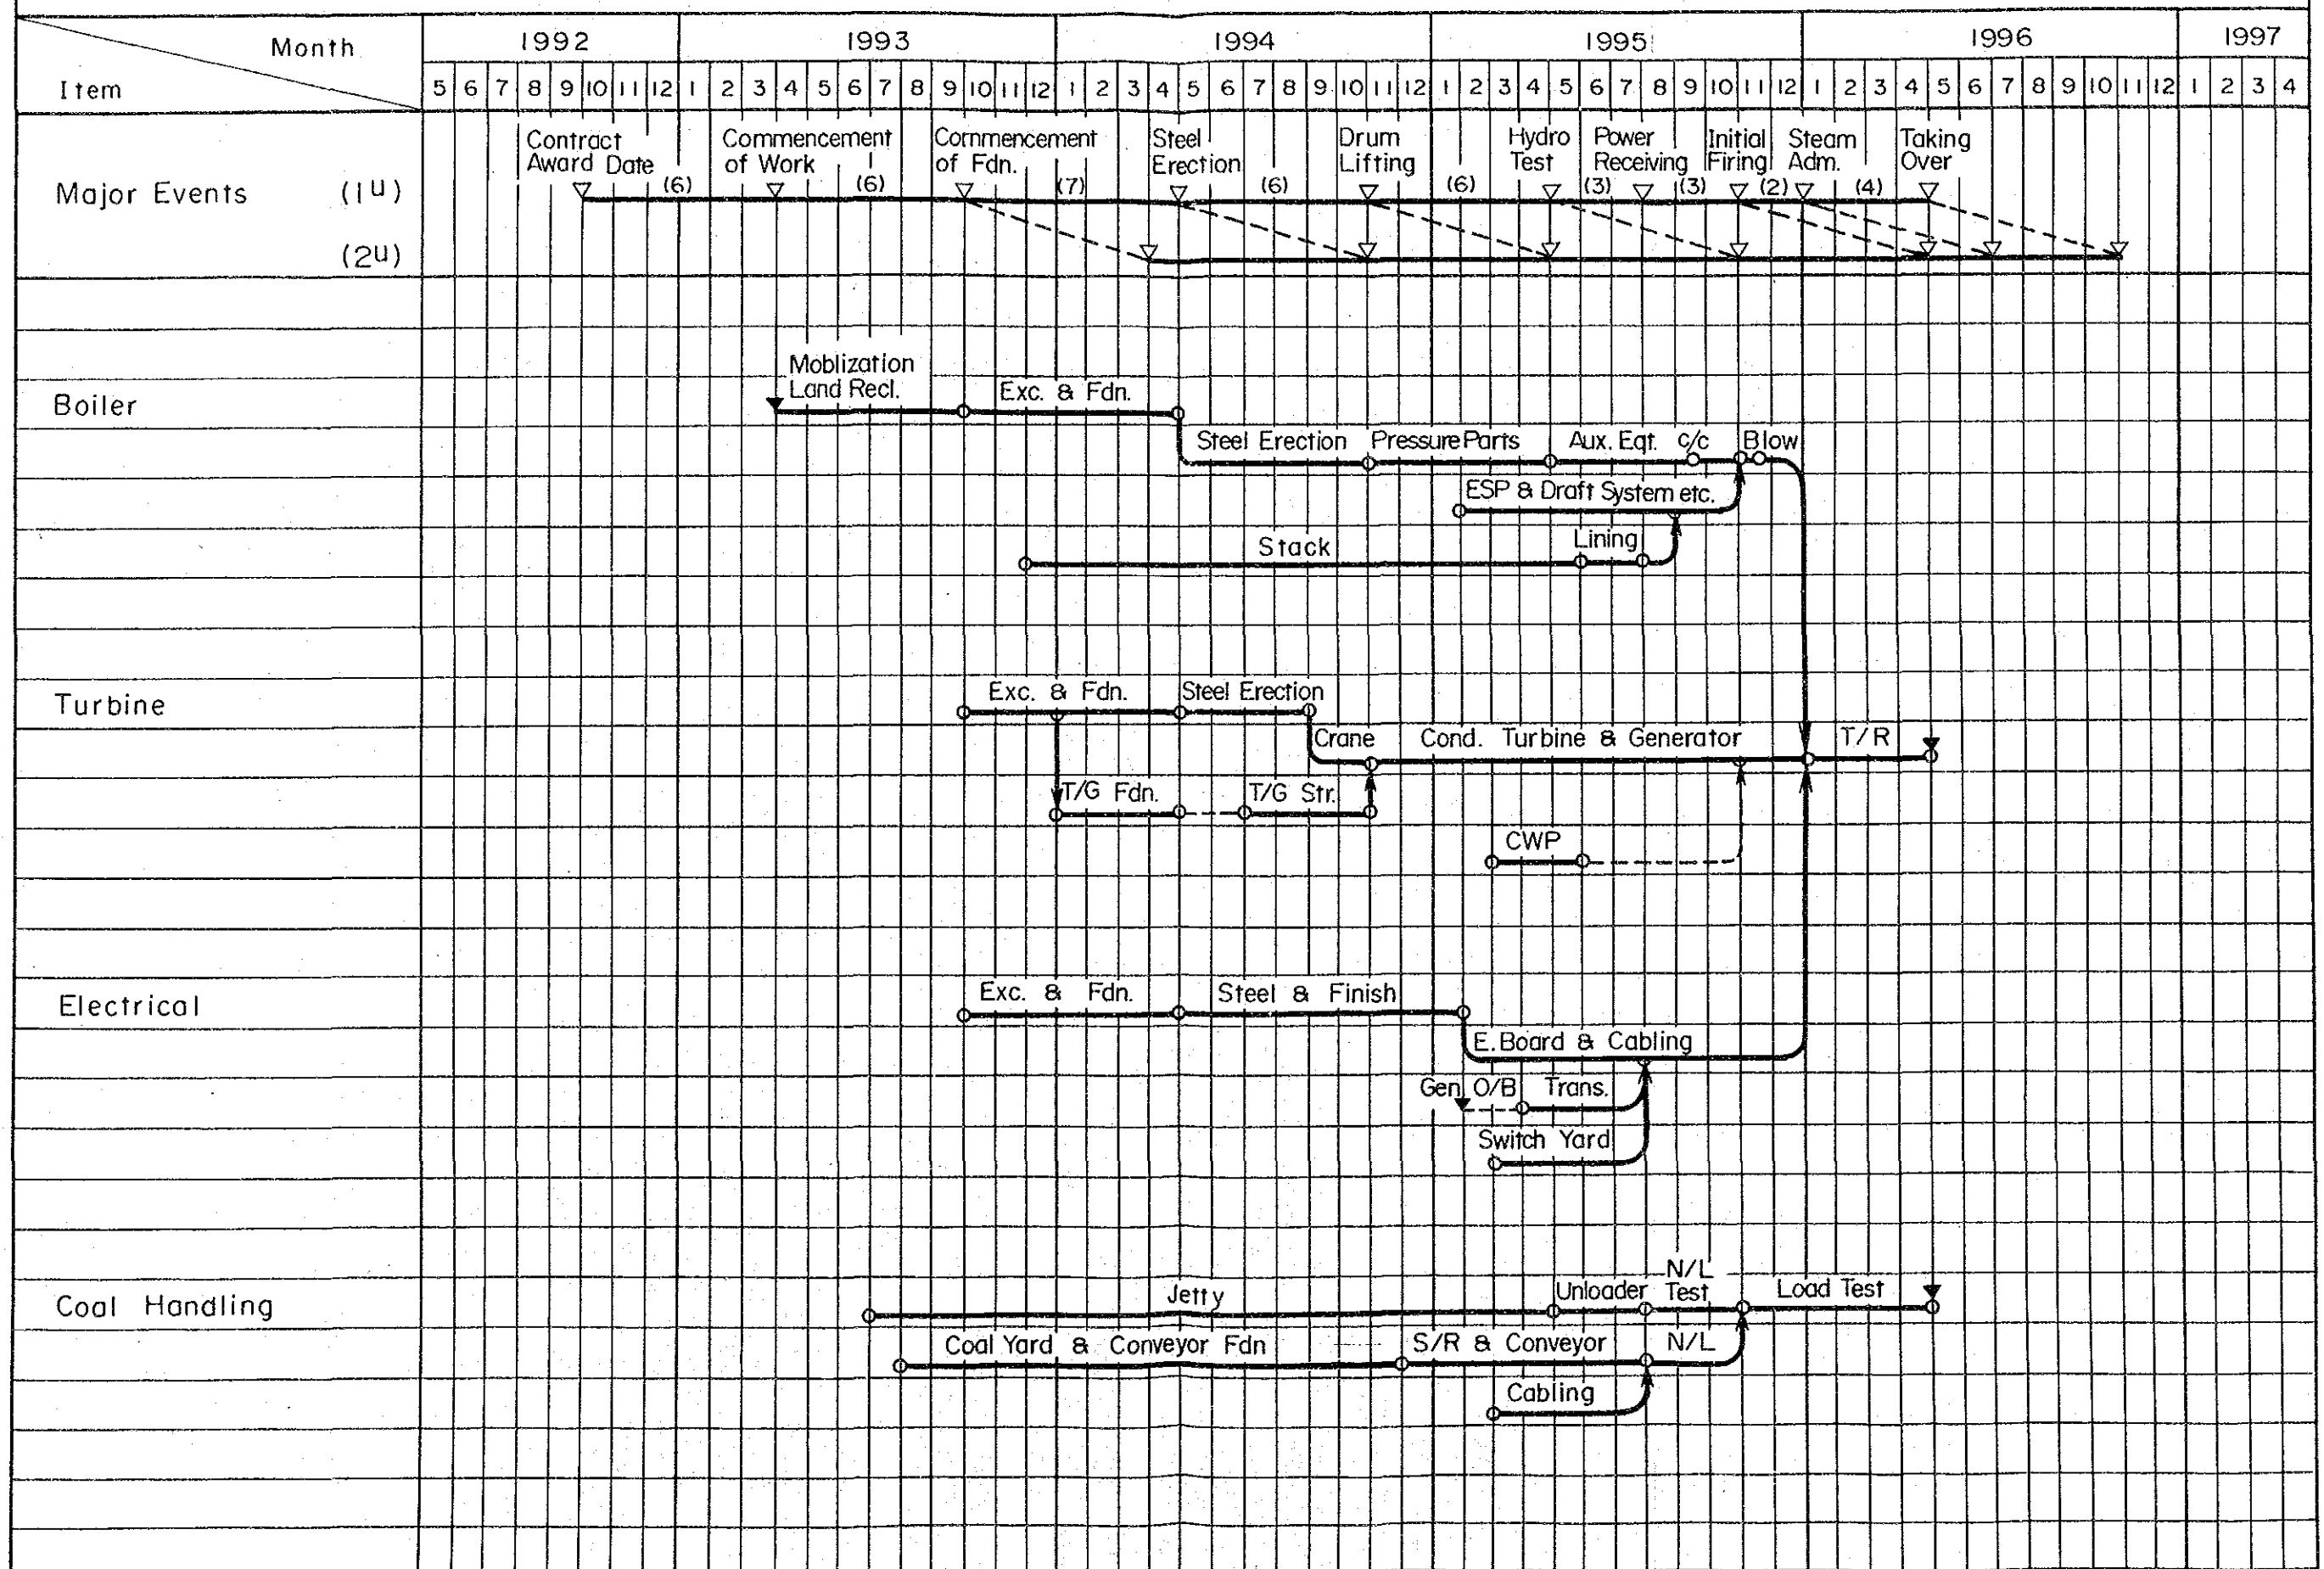 Month
Item
1992 1993 1994 1995 1996 1997
5 6 7 8 9 10 11 12 1 2 3 4 5 6 7 8 9 10 11 12 1 2 3 4 5 6 7 8 9 10 11 12 1 2 3 4 5 6 7 8 9 10 11 12 1 2 3 4 5 6 7 8 9 10 11 12 1 2 3 4
Contract Commencement Commencement Steel Drum Hydro Power Initial Steam Taking
Award Date of Work of Fdn. Erection Lifting Test Receiving Firing Adm. Over
Major Events (1U) (6) (6) (7) (6) (6) (3) (3) (2) (4)
(2U)
Moblization
Land Recl.
Exc. & Fdn.
Boiler
Steel Erection Pressure Parts Aux. Eqt. c/c Blow
ESP & Draft System etc.
Stack Lining
Turbine
Exc. & Fdn. Steel Erection
Crane Cond. Turbine & Generator T/R
T/G Fdn. T/G Str.
CWP
Electrical
Exc. & Fdn. Steel & Finish
E. Board & Cabling
Gen. O/B Trans.
Switch Yard
Coal Handling
Jetty Unloader N/L Test Load Test
Coal Yard & Conveyor Fdn S/R & Conveyor N/L
Cabling